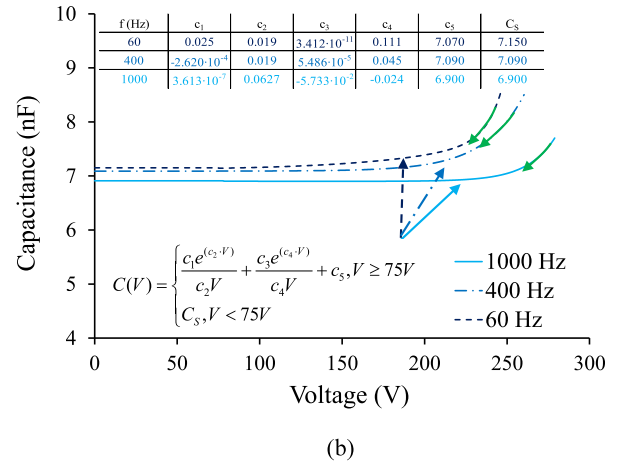 10
f (Hz) c₁ c₂ c₃ c₄ c₅ C_S
60 0.025 0.019 3.412·10⁻¹¹ 0.111 7.070 7.150
400 -2.620·10⁻⁴ 0.019 5.486·10⁻⁵ 0.045 7.090 7.090
1000 3.613·10⁻⁷ 0.0627 -5,733·10⁻² -0.024 6.900 6.900
9
8
7
6
5
4
Capacitance (nF)
C(V) = { c₁e^(c₂·V)/c₂V + c₃e^(c₄·V)/c₄V + c₅, V ≥ 75V
C_S, V < 75V
1000 Hz
400 Hz
60 Hz
0 50 100 150 200 250 300
Voltage (V)
(b)